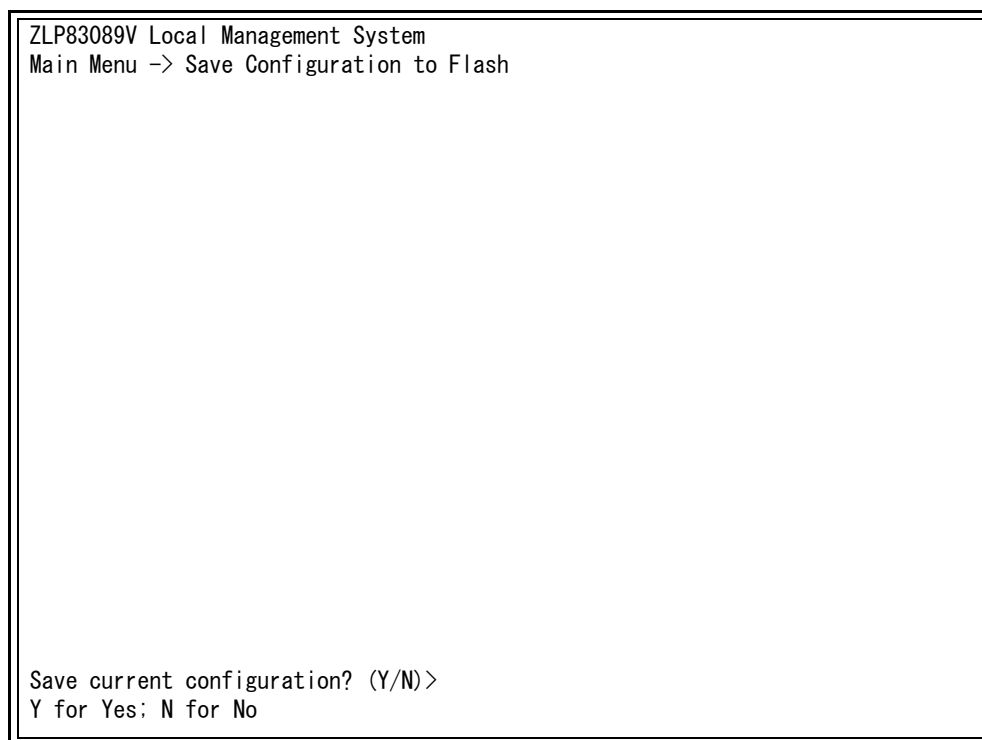 ZLP83089V Local Management System
Main Menu -> Save Configuration to Flash
Save current configuration? (Y/N)>
Y for Yes; N for No